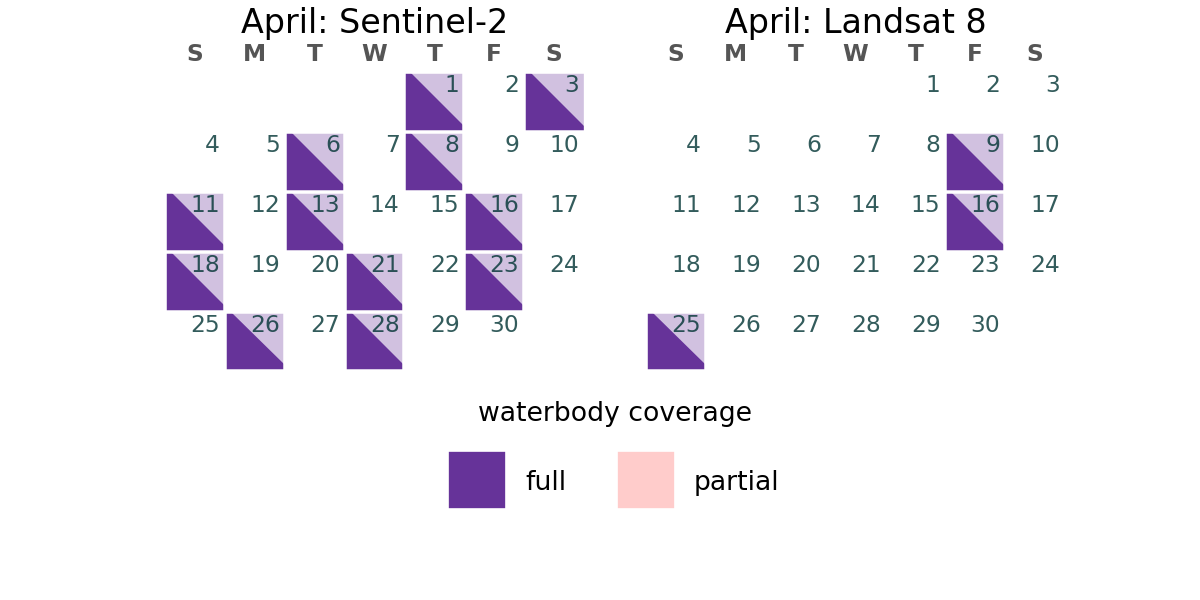 April: Sentinel-2
S M T W T F S
1 2 3
4 5 6 7 8 9 10
11 12 13 14 15 16 17
18 19 20 21 22 23 24
25 26 27 28 29 30
April: Landsat 8
S M T W T F S
1 2 3
4 5 6 7 8 9 10
11 12 13 14 15 16 17
18 19 20 21 22 23 24
25 26 27 28 29 30
waterbody coverage
full
partial